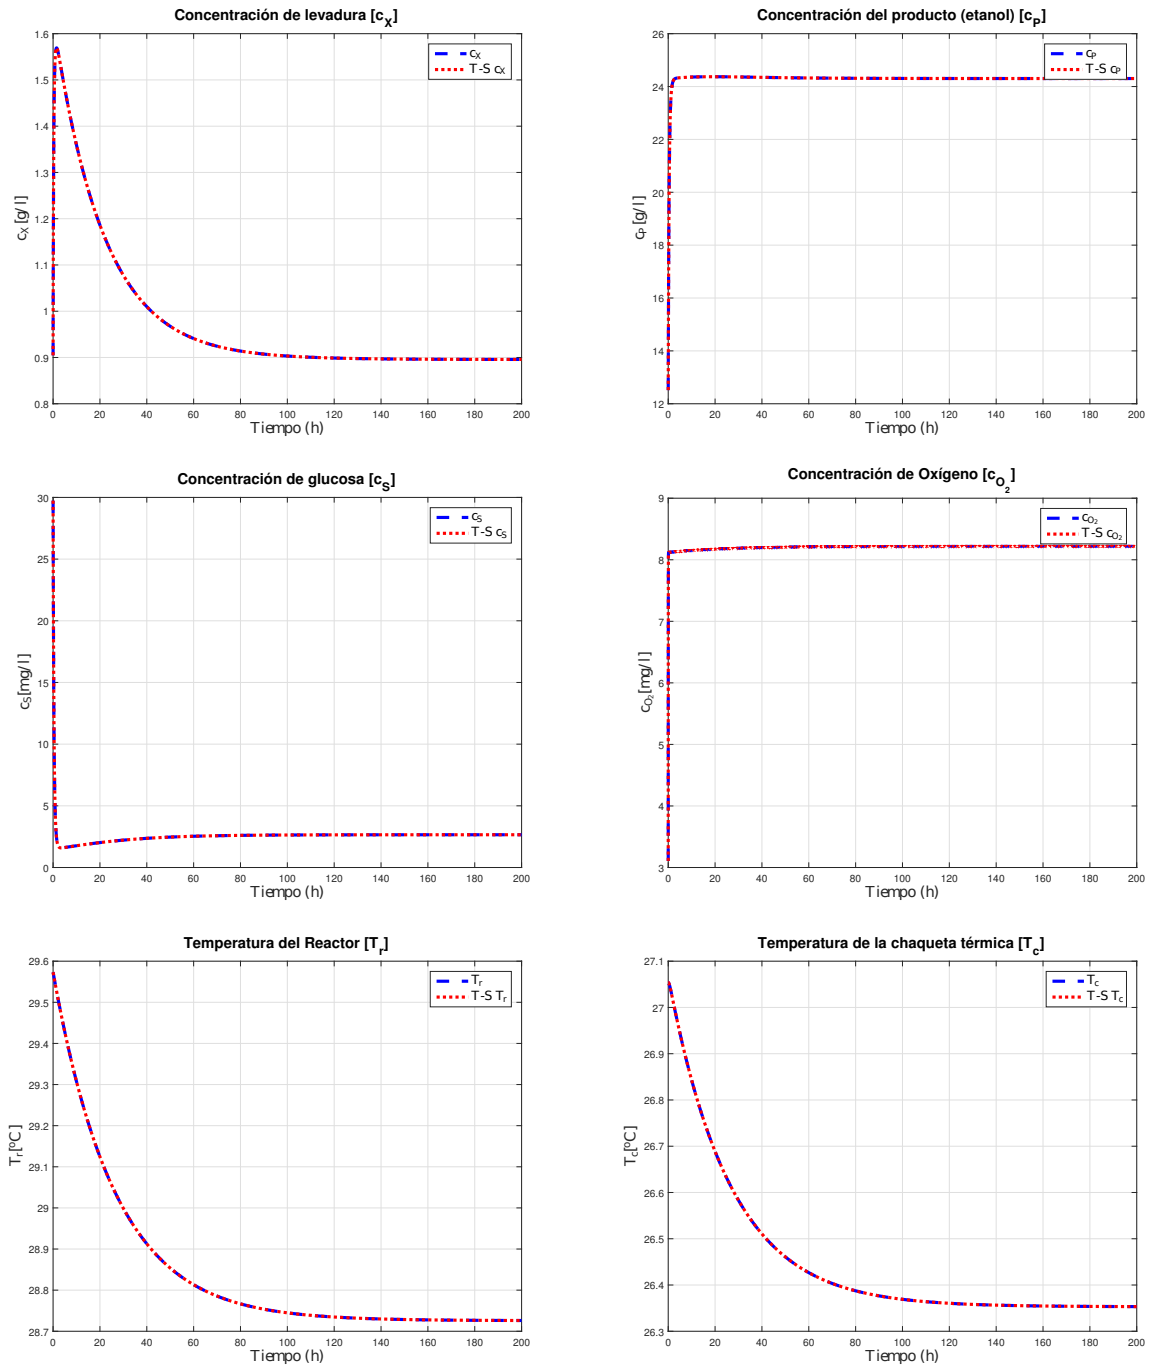 Concentración de levadura [c_X]
1.6
1.5
1.4
1.3
1.2
1.1
1
0.9
0.8
c_X [g/l]
0 20 40 60 80 100 120 140 160 180 200
Tiempo (h)
c_X
T-S c_X
Concentración del producto (etanol) [c_P]
26
24
22
20
18
16
14
12
c_P [g/l]
0 20 40 60 80 100 120 140 160 180 200
Tiempo (h)
c_P
T-S c_P
Concentración de glucosa [c_S]
30
25
20
15
10
5
0
c_S[mg/l]
0 20 40 60 80 100 120 140 160 180 200
Tiempo (h)
c_S
T-S c_S
Concentración de Oxígeno [c_O_2]
9
8
7
6
5
4
3
c_O_2[mg/l]
0 20 40 60 80 100 120 140 160 180 200
Tiempo (h)
c_O_2
T-S c_O_2
Temperatura del Reactor [T_r]
29.6
29.5
29.4
29.3
29.2
29.1
29
28.9
28.8
28.7
T_r[ºC]
0 20 40 60 80 100 120 140 160 180 200
Tiempo (h)
T_r
T-S T_r
Temperatura de la chaqueta térmica [T_c]
27.1
27
26.9
26.8
26.7
26.6
26.5
26.4
26.3
T_c[ºC]
0 20 40 60 80 100 120 140 160 180 200
Tiempo (h)
T_c
T-S T_c